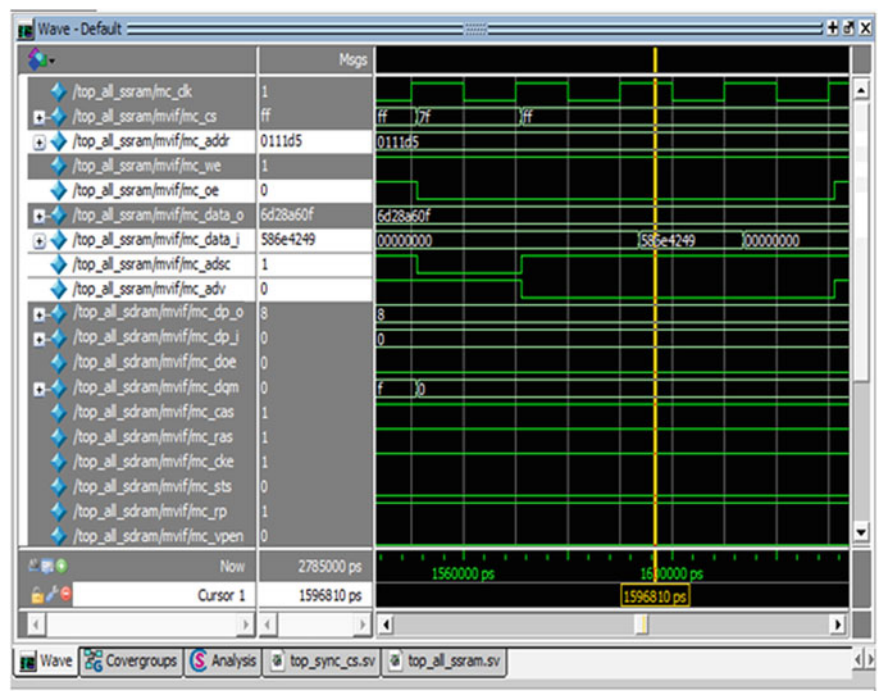 Wave - Default
Msgs
/top_all_ssram/mc_clk 1
/top_all_ssram/mvif/mc_cs ff ff 7f ff
/top_all_ssram/mvif/mc_addr 0111d5 0111d5
/top_all_ssram/mvif/mc_we 1
/top_all_ssram/mvif/mc_oe 0
/top_all_ssram/mvif/mc_data_o 6d28a60f 6d28a60f
/top_all_ssram/mvif/mc_data_i 586e4249 00000000 586e4249 00000000
/top_all_ssram/mvif/mc_adsc 1
/top_all_ssram/mvif/mc_adv 0
/top_all_sdram/mvif/mc_dp_o 8 8
/top_all_sdram/mvif/mc_dp_i 0 0
/top_all_sdram/mvif/mc_doe 0
/top_all_sdram/mvif/mc_dqm 0 f 0
/top_all_sdram/mvif/mc_cas 1
/top_all_sdram/mvif/mc_ras 1
/top_all_sdram/mvif/mc_cke 1
/top_all_sdram/mvif/mc_sts 0
/top_all_sdram/mvif/mc_rp 1
/top_all_sdram/mvif/mc_vpen 0
Now 2785000 ps 1560000 ps 1600000 ps
Cursor 1 1596810 ps 1596810 ps
Wave Covergroups Analysis top_sync_cs.sv top_all_ssram.sv